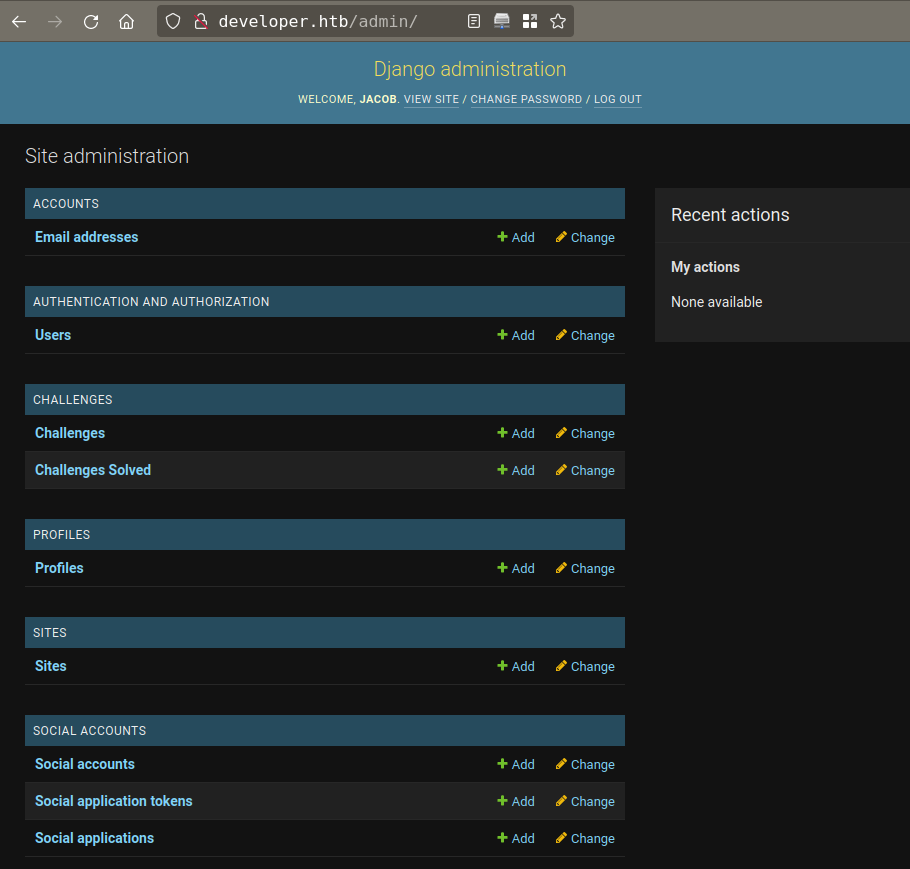 developer.htb/admin/
Django administration
WELCOME, JACOB. VIEW SITE / CHANGE PASSWORD / LOG OUT
Site administration
ACCOUNTS
Email addresses Add Change
AUTHENTICATION AND AUTHORIZATION
Users Add Change
CHALLENGES
Challenges Add Change
Challenges Solved Add Change
PROFILES
Profiles Add Change
SITES
Sites Add Change
SOCIAL ACCOUNTS
Social accounts Add Change
Social application tokens Add Change
Social applications Add Change
Recent actions
My actions
None available